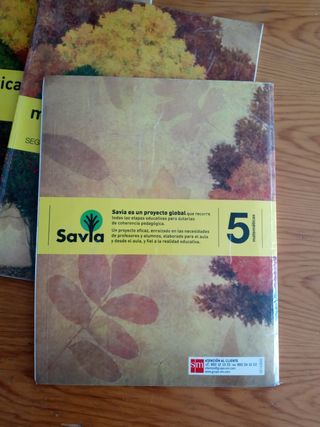 ica
m
SEG
Savia
Savia es un proyecto global que recorre
todas las etapas educativas para dotarlas
de coherencia pedagógica.
Un proyecto eficaz, enraizado en las necesidades
de profesores y alumnos, elaborado para el aula
y desde el aula, y fiel a la realidad educativa.
5
matemáticas
sm
ATENCIÓN AL CLIENTE